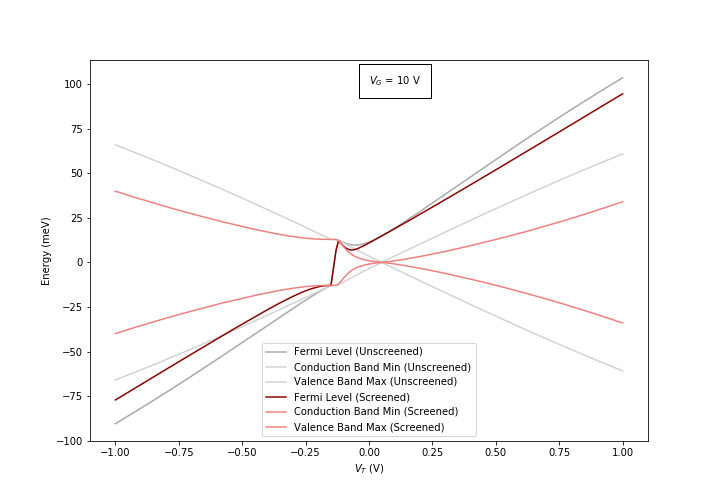 V_G = 10 V
Energy (meV)
100
75
50
25
0
−25
−50
−75
−100
Fermi Level (Unscreened)
Conduction Band Min (Unscreened)
Valence Band Max (Unscreened)
Fermi Level (Screened)
Conduction Band Min (Screened)
Valence Band Max (Screened)
−1.00 −0.75 −0.50 −0.25 0.00 0.25 0.50 0.75 1.00
V_T (V)